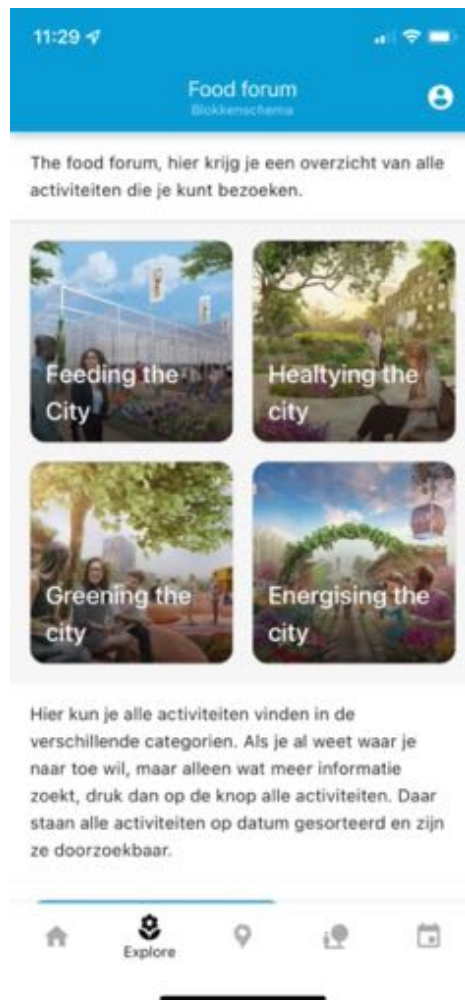 11:29
Food forum
Blokkenschema
The food forum, hier krijg je een overzicht van alle
activiteiten die je kunt bezoeken.
Feeding the
City
Healtying the
city
Greening the
city
Energising the
city
Hier kun je alle activiteiten vinden in de
verschillende categorien. Als je al weet waar je
naar toe wil, maar alleen wat meer informatie
zoekt, druk dan op de knop alle activiteiten. Daar
staan alle activiteiten op datum gesorteerd en zijn
ze doorzoekbaar.
Explore